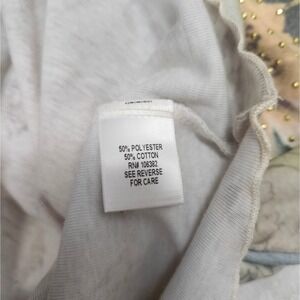 50% POLYESTER
50% COTTON
RN# 106382
SEE REVERSE
FOR CARE